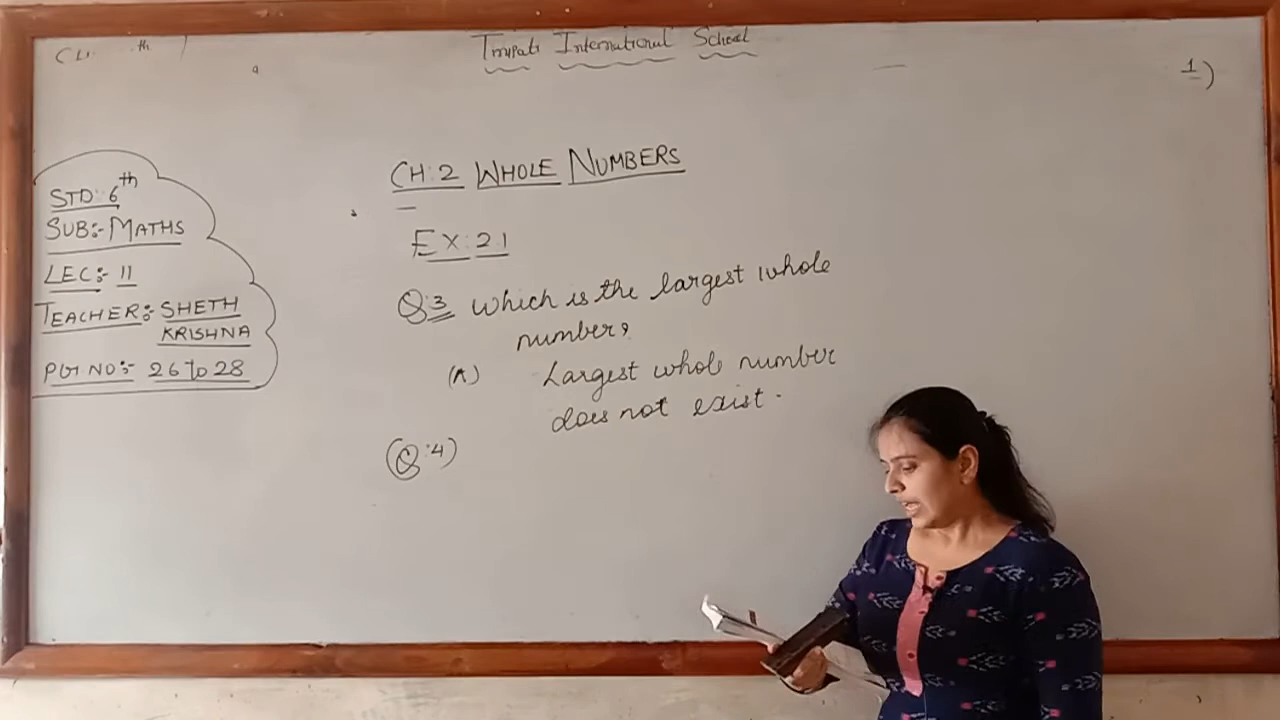 International School
1)
STD: 6th
SUB:- MATHS
LEC:- 11
TEACHER:- SHETH
KRISHNA
PG NO:- 26 to 28
CH:2 WHOLE NUMBERS
EX:2.1
Q:3 which is the largest whole
number?
(A) Largest whole number
does not exist.
(Q:4)